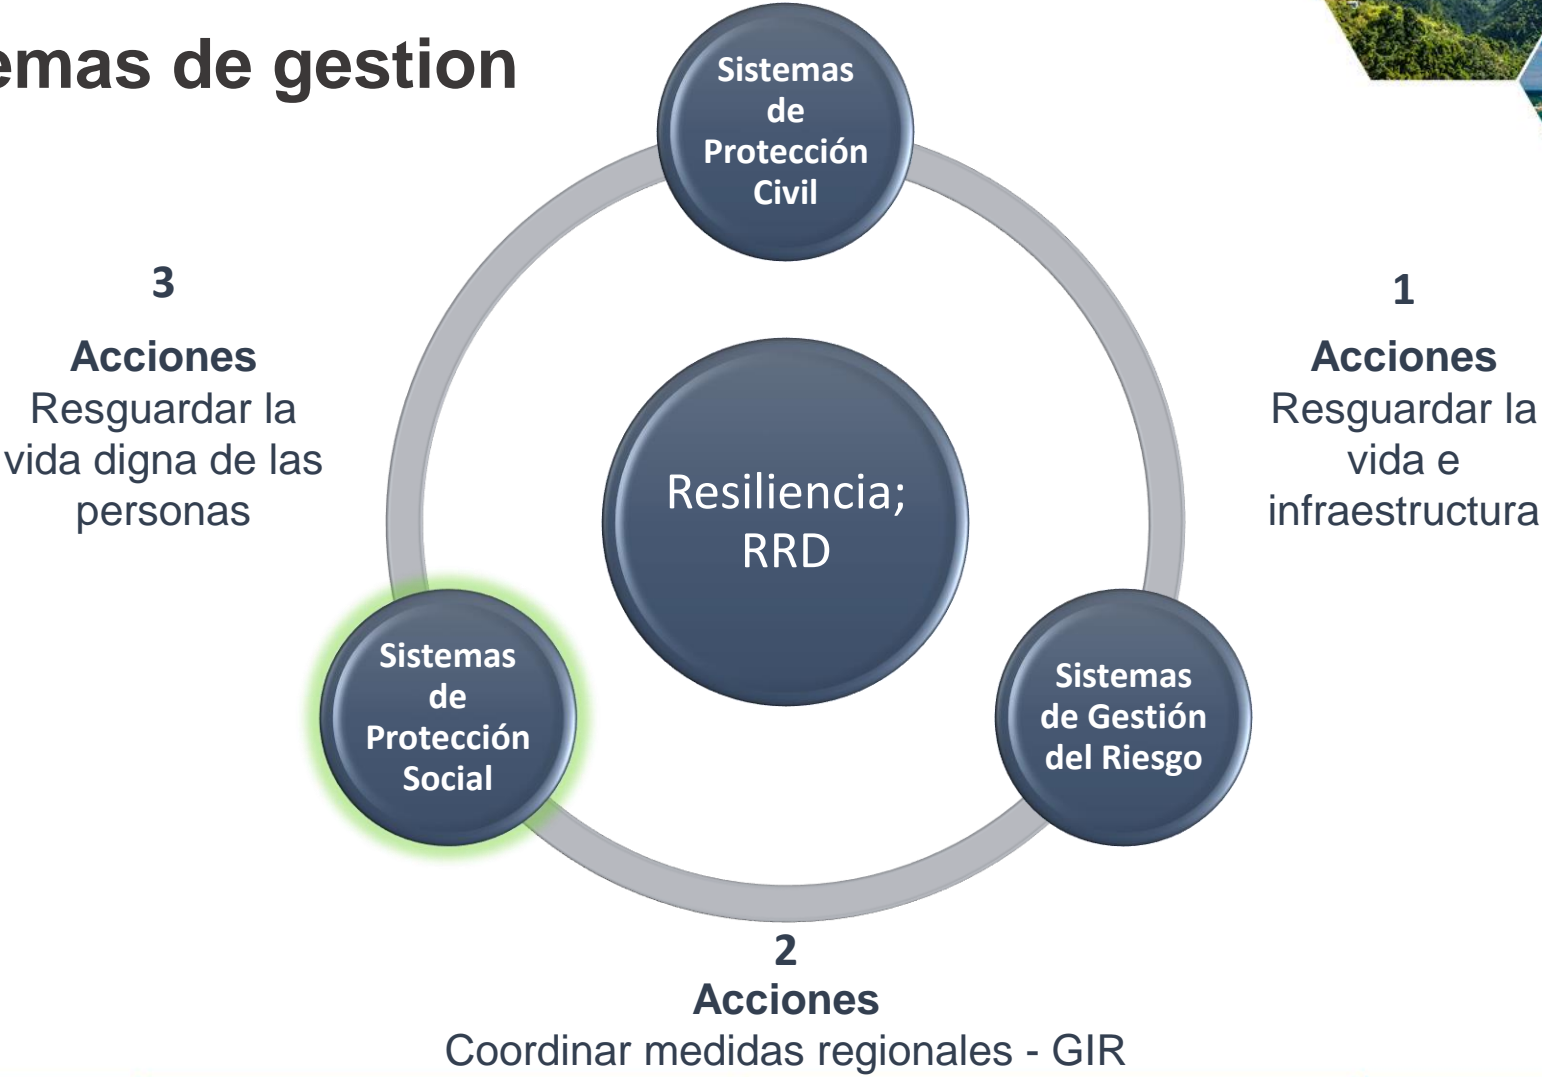 emas de gestion
Sistemas
de
Protección
Civil
3
Acciones
Resguardar la
vida digna de las
personas
1
Acciones
Resguardar la
vida e
infraestructura
Resiliencia;
RRD
Sistemas
de
Protección
Social
Sistemas
de Gestión
del Riesgo
2
Acciones
Coordinar medidas regionales - GIR